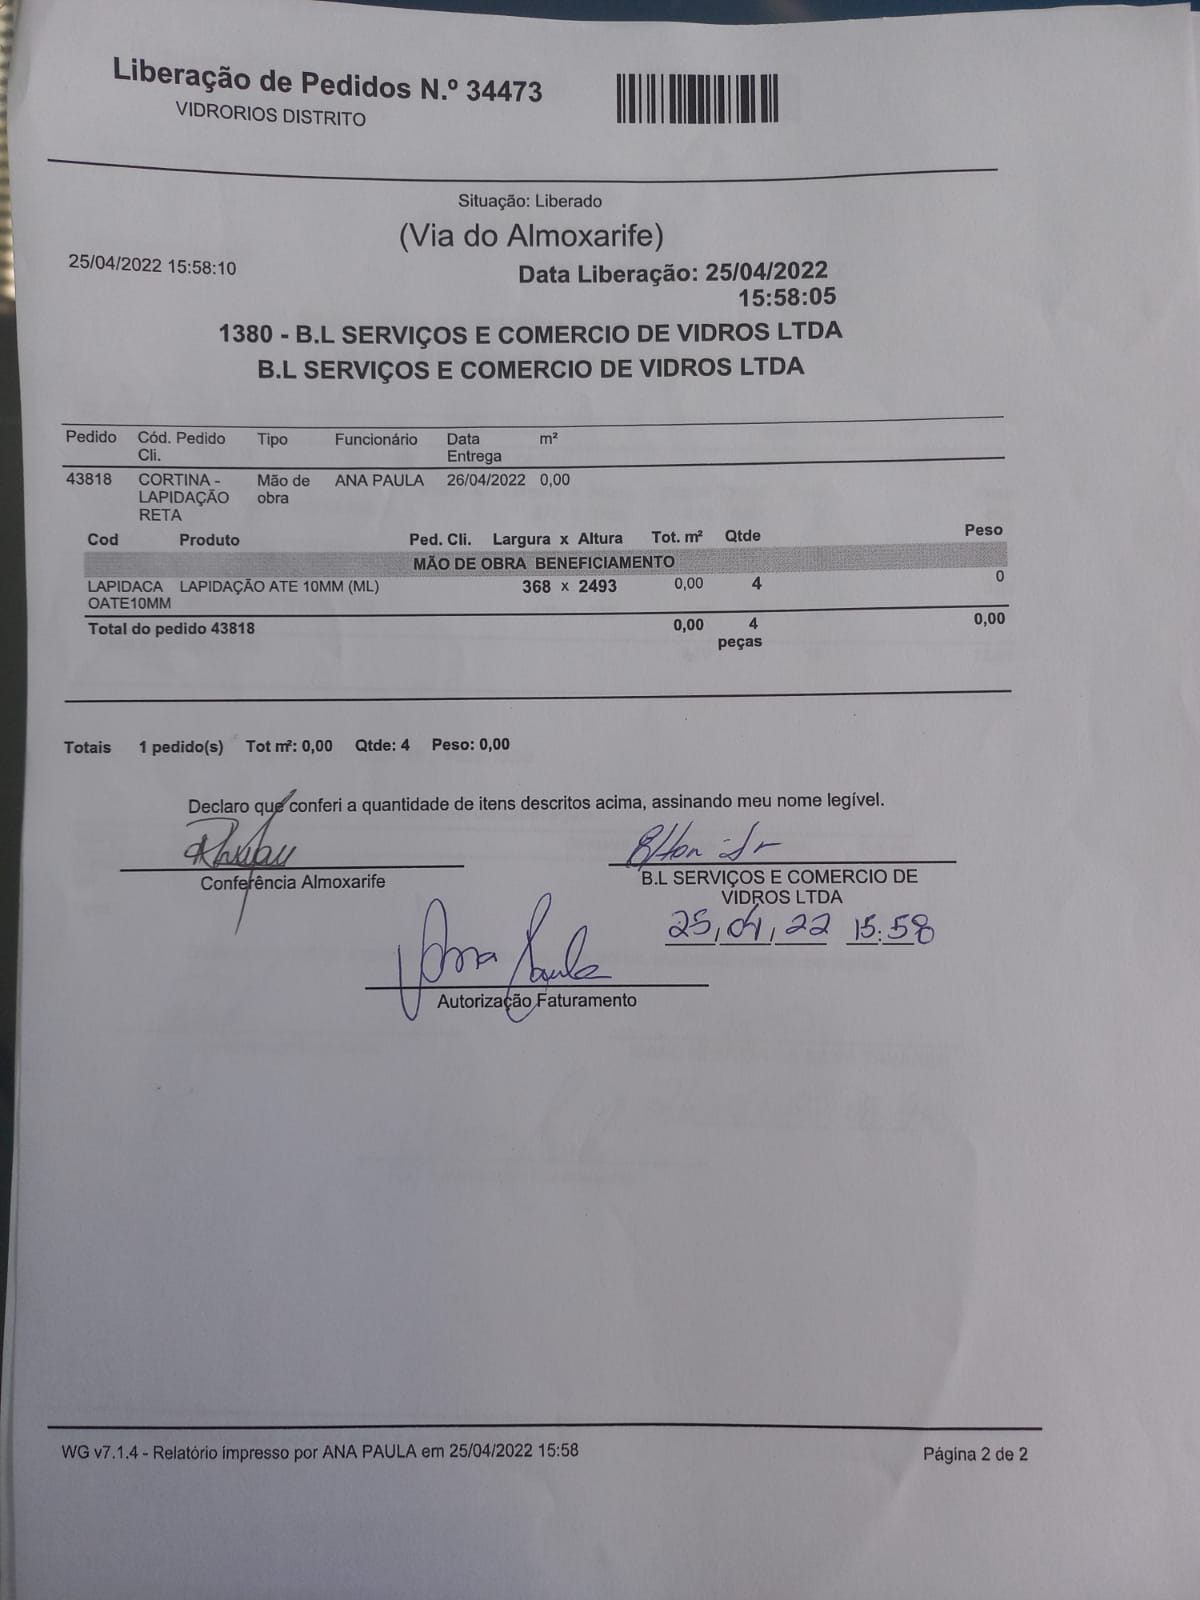 Liberação de Pedidos N.º 34473
VIDRORIOS DISTRITO
Situação: Liberado
(Via do Almoxarife)
25/04/2022 15:58:10
Data Liberação: 25/04/2022
15:58:05
1380 - B.L SERVIÇOS E COMERCIO DE VIDROS LTDA
B.L SERVIÇOS E COMERCIO DE VIDROS LTDA
Pedido Cód. Pedido Tipo Funcionário Data m²
Cli. Entrega
43818 CORTINA - Mão de ANA PAULA 26/04/2022 0,00
LAPIDAÇÃO obra
RETA
Cod Produto Ped. Cli. Largura x Altura Tot. m² Qtde Peso
MÃO DE OBRA BENEFICIAMENTO
LAPIDACA LAPIDAÇÃO ATE 10MM (ML) 368 x 2493 0,00 4 0
OATE10MM
Total do pedido 43818 0,00 4 0,00
peças
Totais 1 pedido(s) Tot m²: 0,00 Qtde: 4 Peso: 0,00
Declaro que conferi a quantidade de itens descritos acima, assinando meu nome legível.
Conferência Almoxarife
B.L SERVIÇOS E COMERCIO DE
VIDROS LTDA
25, 04, 22 15:58
Ana Paula
Autorização Faturamento
WG v7.1.4 - Relatório impresso por ANA PAULA em 25/04/2022 15:58
Página 2 de 2